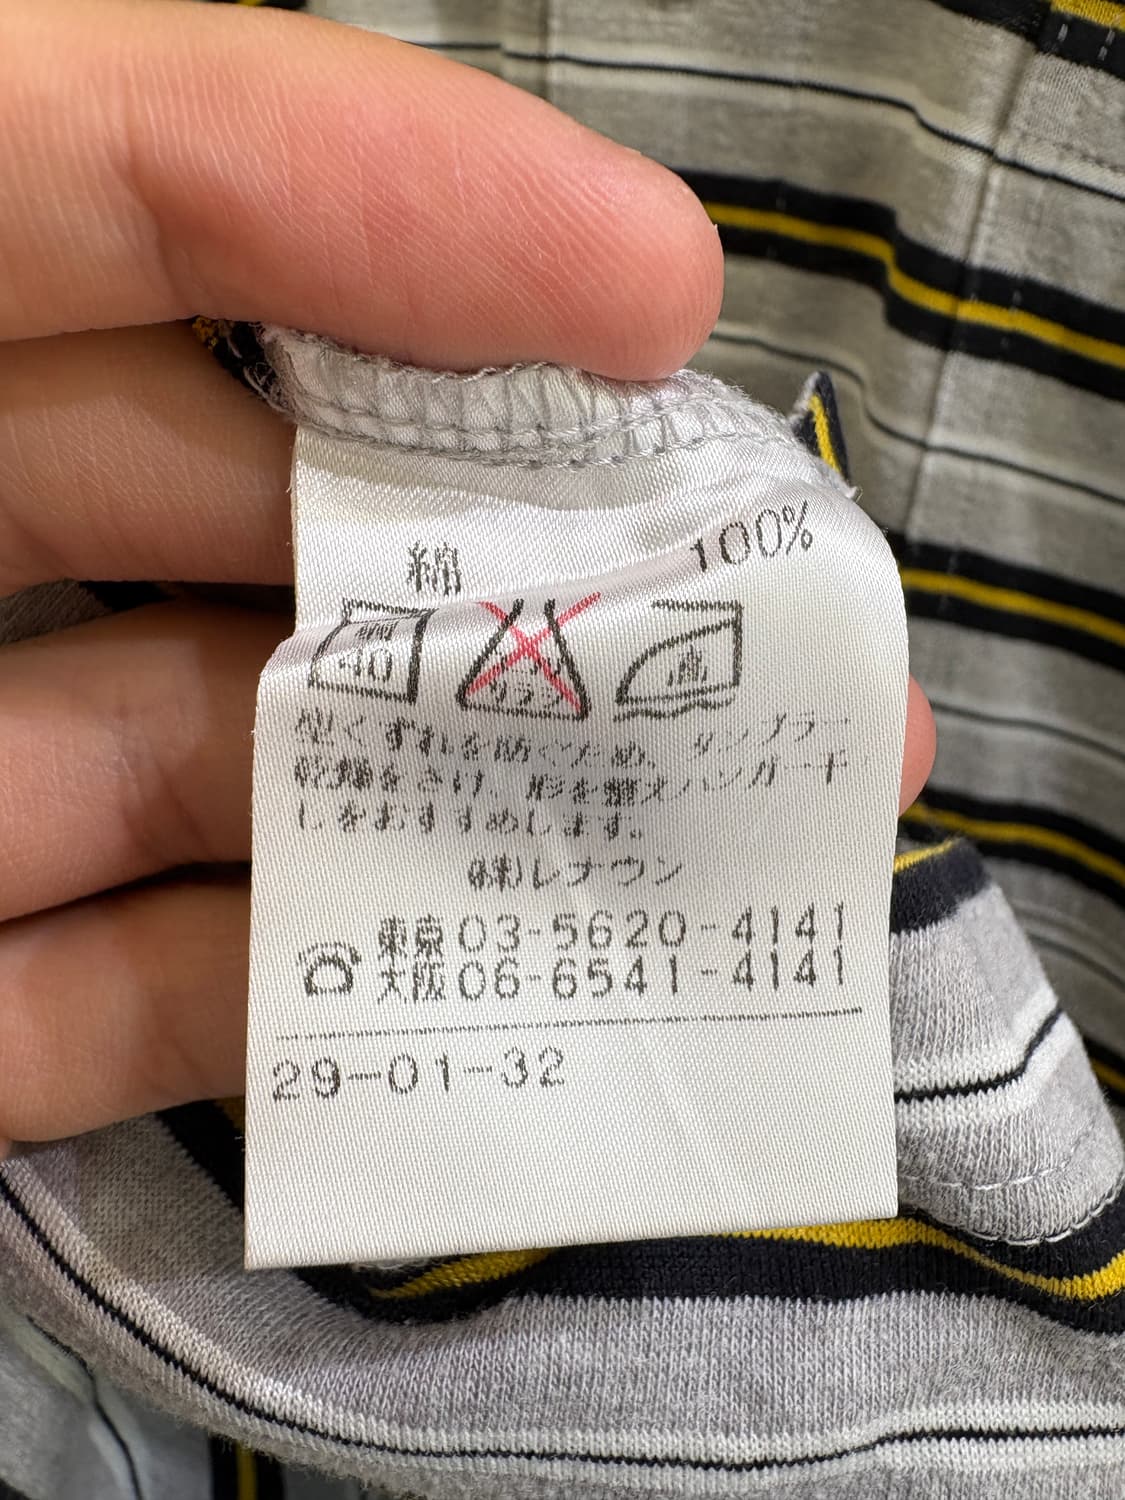 綿 100%
40
高
型くずれを防ぐため、タンブラー
乾燥をさけ、形を整えハンガー干
しをおすすめします。
㈱レナウン
☎東京03-5620-4141
大阪06-6541-4141
29-01-32